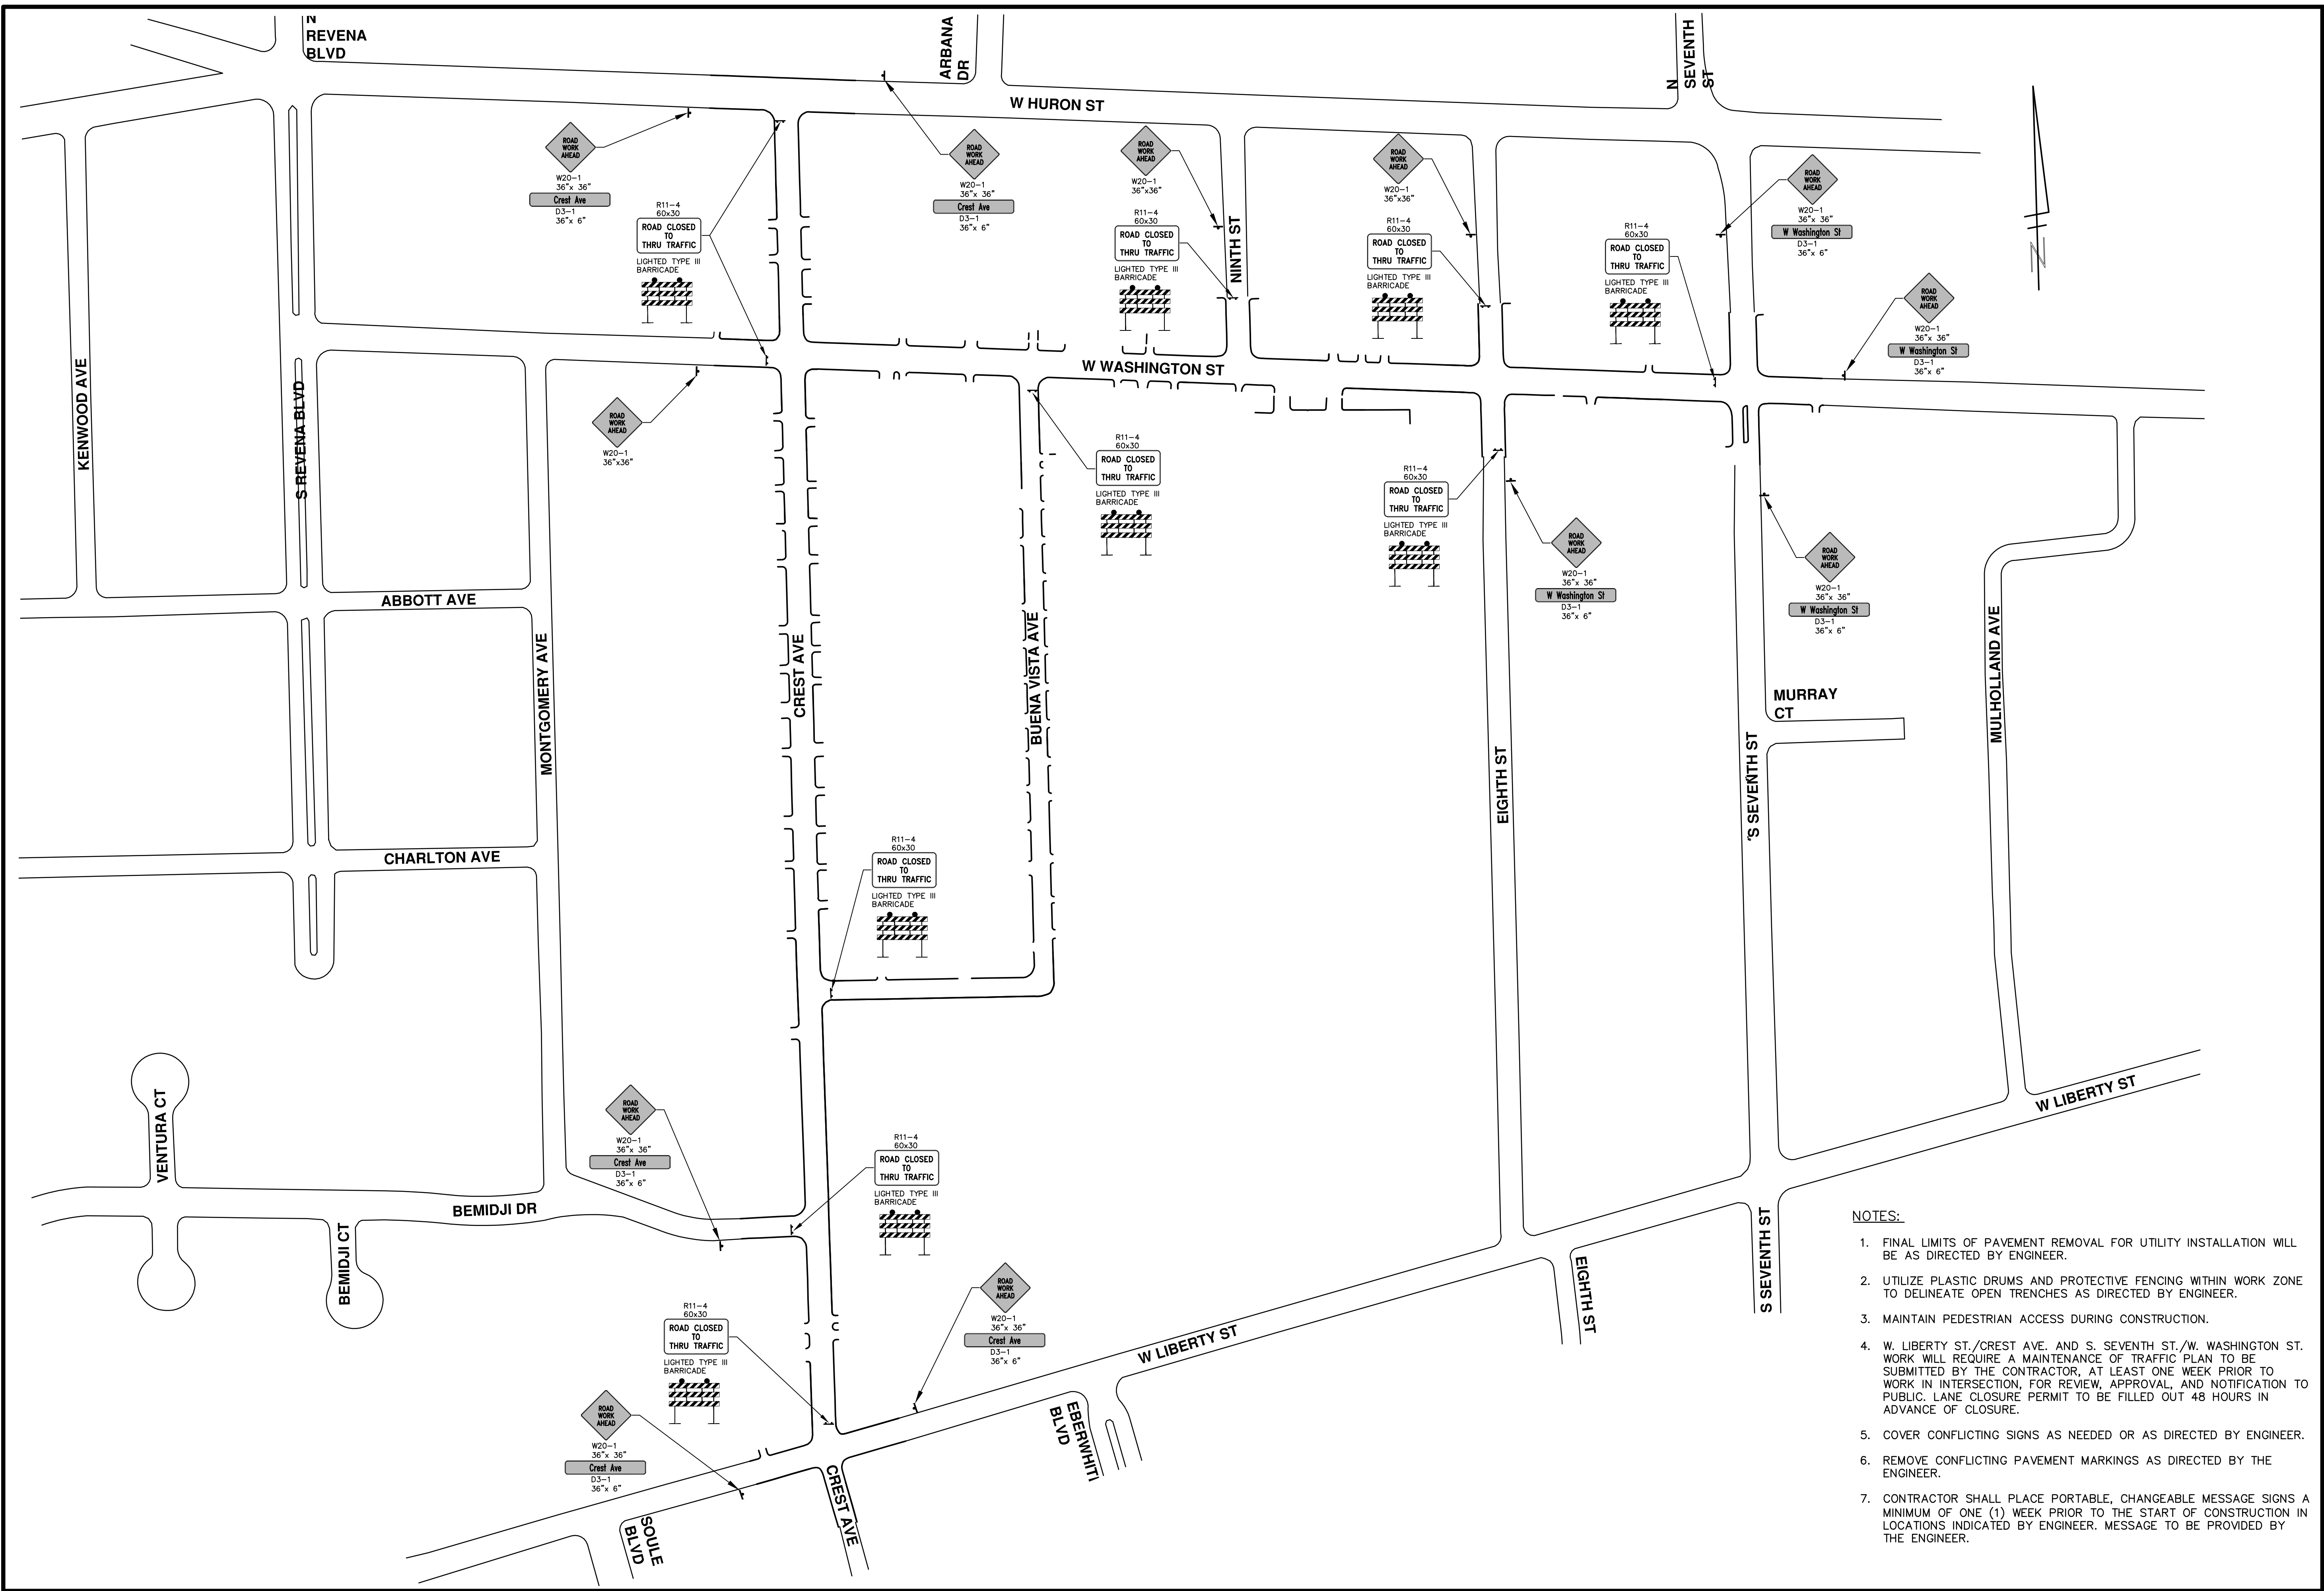 N
REVENA
BLVD
ARBANA
DR
N
SEVENTH
ST
W HURON ST
ROAD
WORK
AHEAD
W20-1
36"x 36"
Crest Ave
D3-1
36"x 6"
R11-4
60x30
ROAD CLOSED
TO
THRU TRAFFIC
LIGHTED TYPE III
BARRICADE
ROAD
WORK
AHEAD
W20-1
36"x 36"
Crest Ave
D3-1
36"x 6"
ROAD
WORK
AHEAD
W20-1
36"x36"
R11-4
60x30
ROAD CLOSED
TO
THRU TRAFFIC
LIGHTED TYPE III
BARRICADE
NINTH ST
ROAD
WORK
AHEAD
W20-1
36"x36"
R11-4
60x30
ROAD CLOSED
TO
THRU TRAFFIC
LIGHTED TYPE III
BARRICADE
R11-4
60x30
ROAD CLOSED
TO
THRU TRAFFIC
LIGHTED TYPE III
BARRICADE
ROAD
WORK
AHEAD
W20-1
36"x 36"
W Washington St
D3-1
36"x 6"
ROAD
WORK
AHEAD
W20-1
36"x 36"
W Washington St
D3-1
36"x 6"
N
W WASHINGTON ST
KENWOOD AVE
S REVENA BLVD
ROAD
WORK
AHEAD
W20-1
36"x36"
R11-4
60x30
ROAD CLOSED
TO
THRU TRAFFIC
LIGHTED TYPE III
BARRICADE
R11-4
60x30
ROAD CLOSED
TO
THRU TRAFFIC
LIGHTED TYPE III
BARRICADE
ROAD
WORK
AHEAD
W20-1
36"x 36"
W Washington St
D3-1
36"x 6"
ROAD
WORK
AHEAD
W20-1
36"x 36"
W Washington St
D3-1
36"x 6"
ABBOTT AVE
MONTGOMERY AVE
CREST AVE
BUENA VISTA AVE
EIGHTH ST
S SEVENTH ST
MURRAY
CT
MULHOLLAND AVE
CHARLTON AVE
R11-4
60x30
ROAD CLOSED
TO
THRU TRAFFIC
LIGHTED TYPE III
BARRICADE
VENTURA CT
BEMIDJI DR
BEMIDJI CT
ROAD
WORK
AHEAD
W20-1
36"x 36"
Crest Ave
D3-1
36"x 6"
R11-4
60x30
ROAD CLOSED
TO
THRU TRAFFIC
LIGHTED TYPE III
BARRICADE
W LIBERTY ST
R11-4
60x30
ROAD CLOSED
TO
THRU TRAFFIC
LIGHTED TYPE III
BARRICADE
ROAD
WORK
AHEAD
W20-1
36"x 36"
Crest Ave
D3-1
36"x 6"
ROAD
WORK
AHEAD
W20-1
36"x 36"
Crest Ave
D3-1
36"x 6"
W LIBERTY ST
EBERWHITI
BLVD
EIGHTH ST
S SEVENTH ST
CREST AVE
SOULE
BLVD
NOTES:
1. FINAL LIMITS OF PAVEMENT REMOVAL FOR UTILITY INSTALLATION WILL
BE AS DIRECTED BY ENGINEER.
2. UTILIZE PLASTIC DRUMS AND PROTECTIVE FENCING WITHIN WORK ZONE
TO DELINEATE OPEN TRENCHES AS DIRECTED BY ENGINEER.
3. MAINTAIN PEDESTRIAN ACCESS DURING CONSTRUCTION.
4. W. LIBERTY ST./CREST AVE. AND S. SEVENTH ST./W. WASHINGTON ST.
WORK WILL REQUIRE A MAINTENANCE OF TRAFFIC PLAN TO BE
SUBMITTED BY THE CONTRACTOR, AT LEAST ONE WEEK PRIOR TO
WORK IN INTERSECTION, FOR REVIEW, APPROVAL, AND NOTIFICATION TO
PUBLIC. LANE CLOSURE PERMIT TO BE FILLED OUT 48 HOURS IN
ADVANCE OF CLOSURE.
5. COVER CONFLICTING SIGNS AS NEEDED OR AS DIRECTED BY ENGINEER.
6. REMOVE CONFLICTING PAVEMENT MARKINGS AS DIRECTED BY THE
ENGINEER.
7. CONTRACTOR SHALL PLACE PORTABLE, CHANGEABLE MESSAGE SIGNS A
MINIMUM OF ONE (1) WEEK PRIOR TO THE START OF CONSTRUCTION IN
LOCATIONS INDICATED BY ENGINEER. MESSAGE TO BE PROVIDED BY
THE ENGINEER.